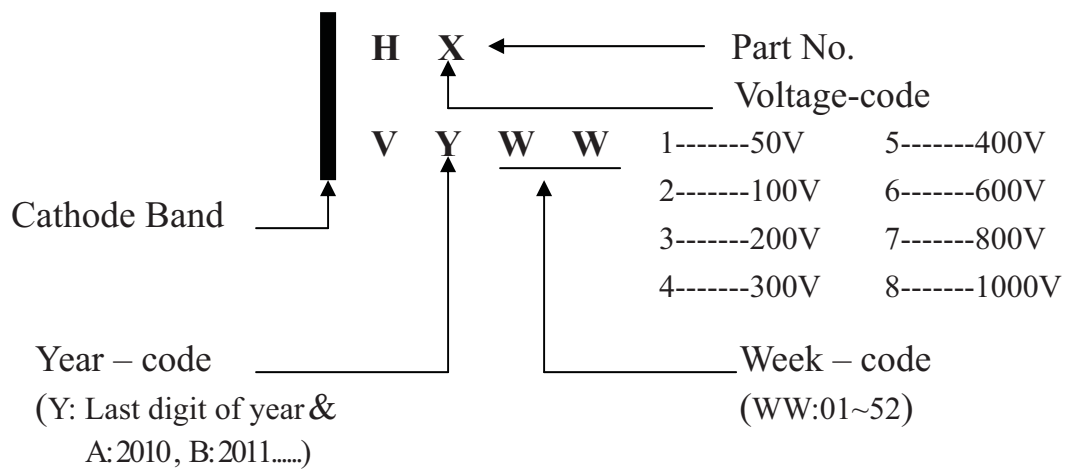 H X Part No.
Voltage-code
V Y W W
1-------50V 5-------400V
2-------100V 6-------600V
3-------200V 7-------800V
4-------300V 8-------1000V
Cathode Band
Year – code
(Y: Last digit of year &
A:2010, B:2011......)
Week – code
(WW:01~52)